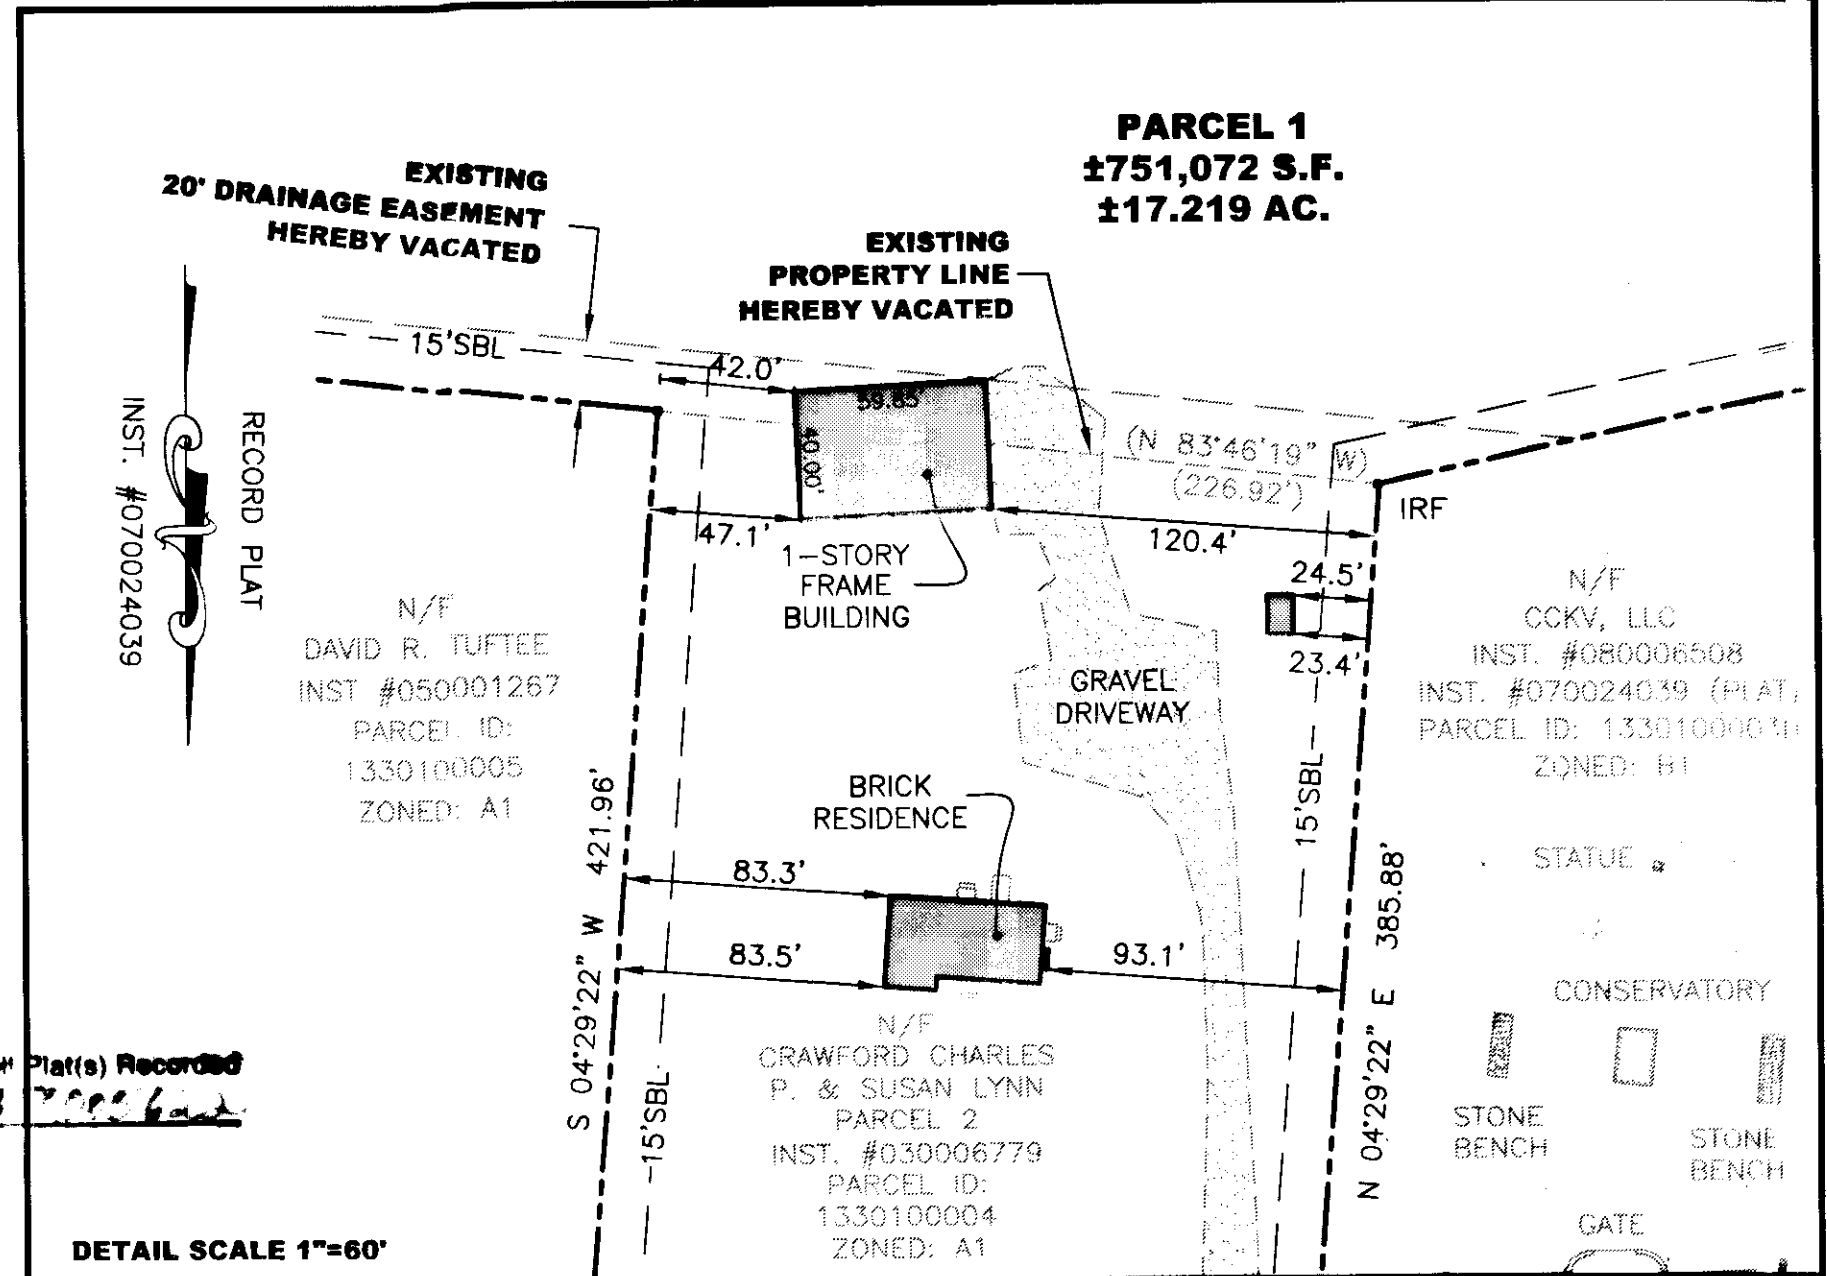 PARCEL 1
±751,072 S.F.
±17.219 AC.
EXISTING
20' DRAINAGE EASEMENT
HEREBY VACATED
EXISTING
PROPERTY LINE
HEREBY VACATED
15'SBL
42.0'
59.65'
40.00'
(N 83°46'19" W)
(226.92')
IRF
RECORD PLAT
INST. #070024039
47.1'
120.4'
1-STORY
FRAME
BUILDING
24.5'
23.4'
N/F
DAVID R. TUFTEE
INST #050001267
PARCEL ID:
1330100005
ZONED: A1
N/F
CCKV, LLC
INST. #080006508
INST. #070024039 (PLAT)
PARCEL ID:
ZONED: B1
GRAVEL
DRIVEWAY
BRICK
RESIDENCE
15'SBL
STATUE
83.3'
83.5'
93.1'
S 04°29'22" W 421.96'
N 04°29'22" E 385.88'
CONSERVATORY
N/F
CRAWFORD CHARLES
P. & SUSAN LYNN
PARCEL 2
INST. #030006779
PARCEL ID:
1330100004
ZONED: A1
15'SBL
STONE
BENCH
STONE
BENCH
GATE
Plat(s) Recorded
DETAIL SCALE 1"=60'